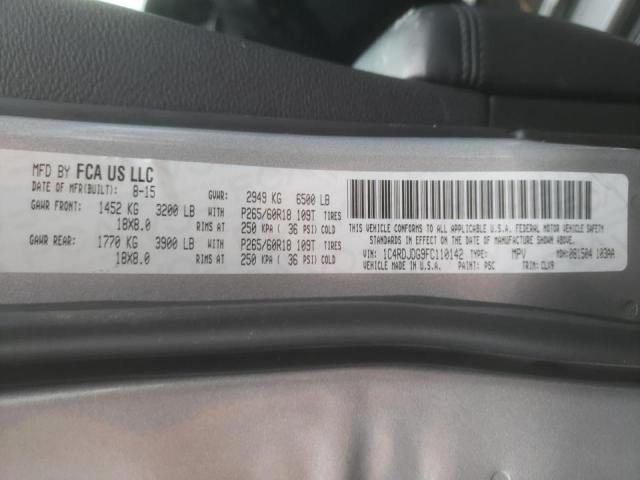 MFD BY FCA US LLC
DATE OF MFR(BUILT): 8-15 GVWR: 2949 KG 6500 LB
GAWR FRONT: 1452 KG 3200 LB WITH P265/60R18 109T TIRES
18X8.0 RIMS AT 250 KPA ( 36 PSI) COLD
GAWR REAR: 1770 KG 3900 LB WITH P265/60R18 109T TIRES
18X8.0 RIMS AT 250 KPA ( 36 PSI) COLD
THIS VEHICLE CONFORMS TO ALL APPLICABLE U.S.A. FEDERAL MOTOR VEHICLE SAFETY
STANDARDS IN EFFECT ON THE DATE OF MANUFACTURE SHOWN ABOVE.
VIN: 1C4RDJDG9FC110142 TYPE: MPV MDH: 081504 103AA
VEHICLE MADE IN U.S.A. PAINT: PSC TRIM: CLV9